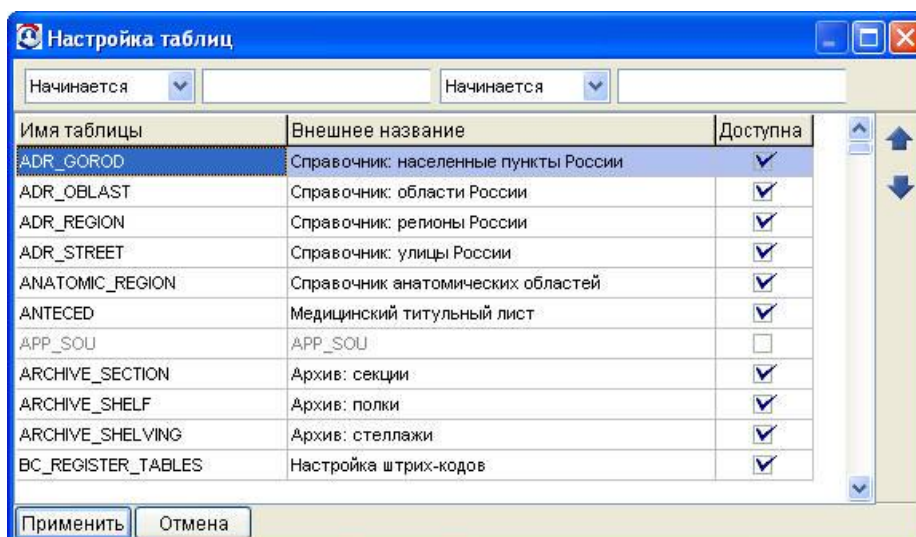 Настройка таблиц
Начинается Начинается
Имя таблицы Внешнее название Доступна
ADR_GOROD Справочник: населенные пункты России
ADR_OBLAST Справочник: области России
ADR_REGION Справочник: регионы России
ADR_STREET Справочник: улицы России
ANATOMIC_REGION Справочник анатомических областей
ANTECED Медицинский титульный лист
APP_SOU APP_SOU
ARCHIVE_SECTION Архив: секции
ARCHIVE_SHELF Архив: полки
ARCHIVE_SHELVING Архив: стеллажи
BC_REGISTER_TABLES Настройка штрих-кодов
Применить Отмена